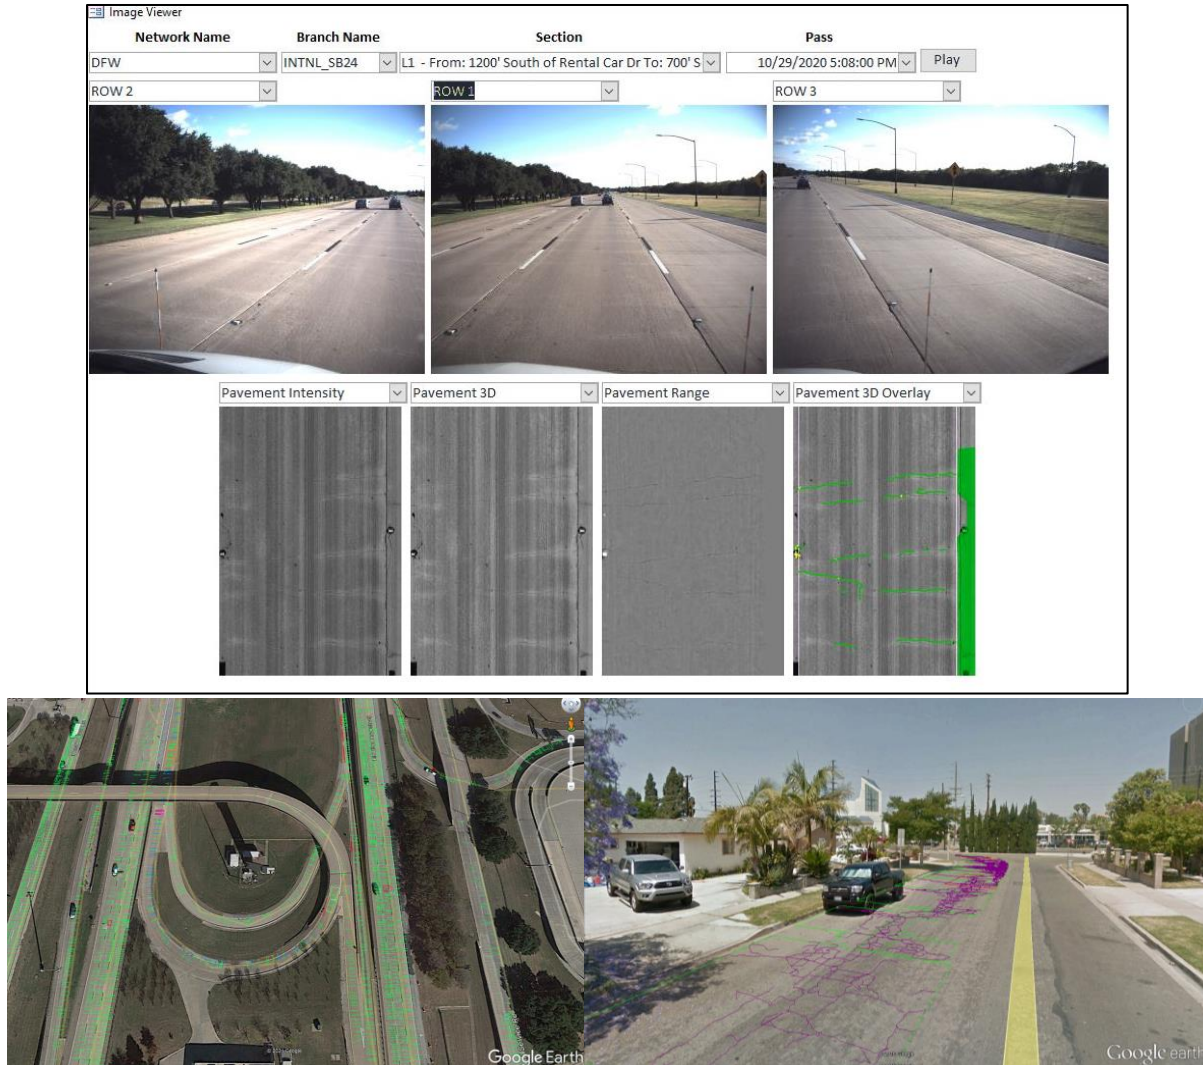 Image Viewer
Network Name Branch Name Section Pass
DFW INTNL_SB24 L1 - From: 1200' South of Rental Car Dr To: 700' S 10/29/2020 5:08:00 PM Play
ROW 2 ROW 1 ROW 3
Pavement Intensity Pavement 3D Pavement Range Pavement 3D Overlay
Google Earth
Google earth